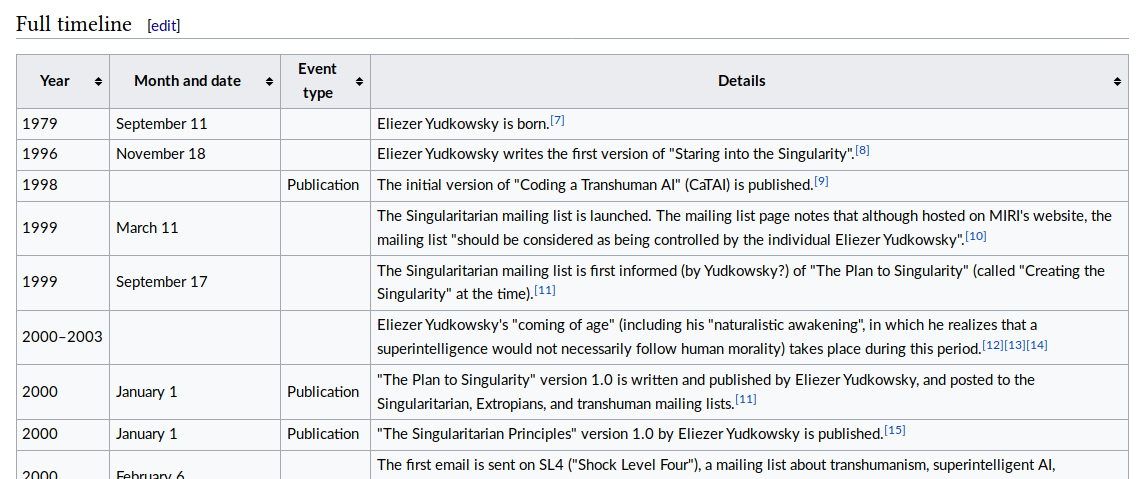 Full timeline [edit]
Year Month and date Event type Details
1979 September 11 Eliezer Yudkowsky is born.[7]
1996 November 18 Eliezer Yudkowsky writes the first version of "Staring into the Singularity".[8]
1998 Publication The initial version of "Coding a Transhuman AI" (CaTAI) is published.[9]
1999 March 11 The Singularitarian mailing list is launched. The mailing list page notes that although hosted on MIRI's website, the
mailing list "should be considered as being controlled by the individual Eliezer Yudkowsky".[10]
1999 September 17 The Singularitarian mailing list is first informed (by Yudkowsky?) of "The Plan to Singularity" (called "Creating the
Singularity" at the time).[11]
2000–2003 Eliezer Yudkowsky's "coming of age" (including his "naturalistic awakening", in which he realizes that a
superintelligence would not necessarily follow human morality) takes place during this period.[12][13][14]
2000 January 1 Publication "The Plan to Singularity" version 1.0 is written and published by Eliezer Yudkowsky, and posted to the
Singularitarian, Extropians, and transhuman mailing lists.[11]
2000 January 1 Publication "The Singularitarian Principles" version 1.0 by Eliezer Yudkowsky is published.[15]
2000 February 6 The first email is sent on SL4 ("Shock Level Four"), a mailing list about transhumanism, superintelligent AI,